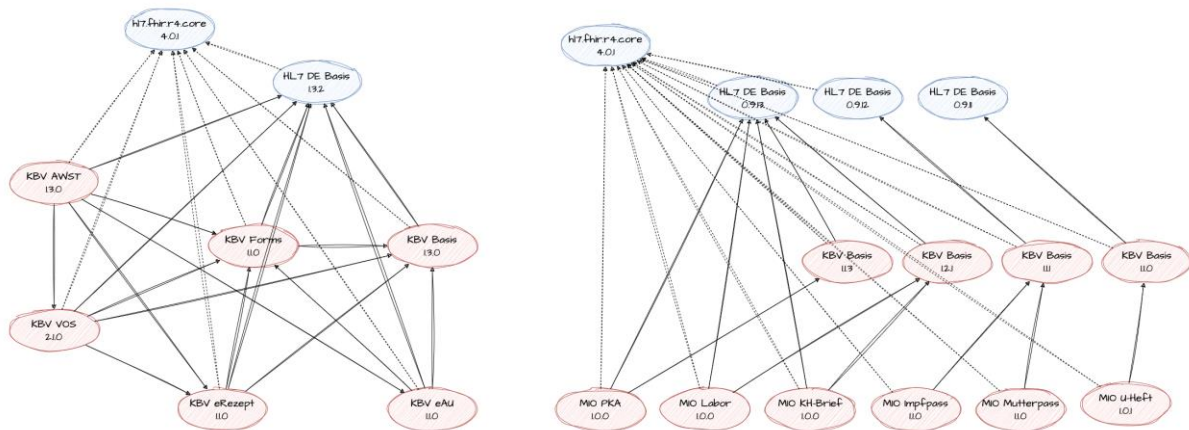 hl7.fhir.r4.core
4.0.1
HL7 DE Basis
1.3.2
KBV AWST
1.3.0
KBV Forms
1.1.0
KBV Basis
1.3.0
KBV VOS
2.1.0
KBV eRezept
1.1.0
KBV eAU
1.1.0
hl7.fhir.r4.core
4.0.1
HL7 DE Basis
0.9.13
HL7 DE Basis
0.9.12
HL7 DE Basis
0.9.11
KBV Basis
1.1.3
KBV Basis
1.2.1
KBV Basis
1.1.1
KBV Basis
1.1.0
MIO PKA
1.0.0
MIO Labor
1.0.0
MIO KH-Brief
1.0.0
MIO Impfpass
1.1.0
MIO Mutterpass
1.1.0
MIO U-Heft
1.0.1